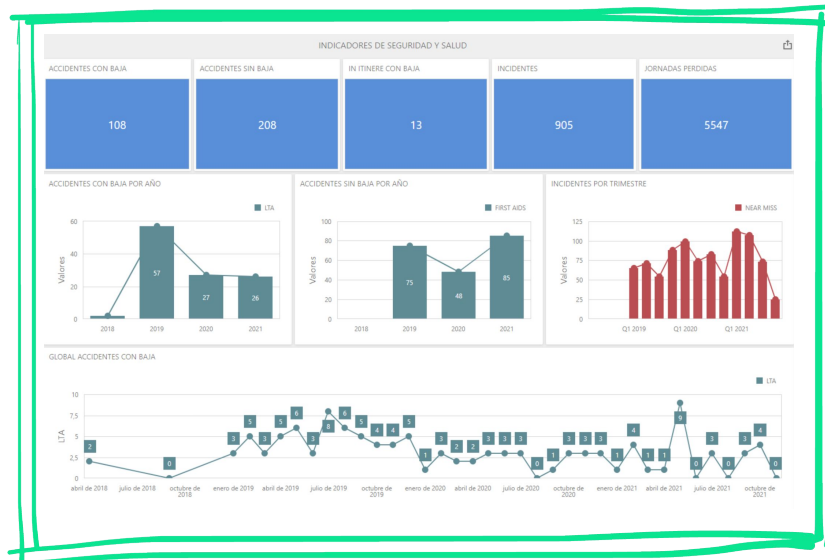 INDICADORES DE SEGURIDAD Y SALUD
ACCIDENTES CON BAJA
108
ACCIDENTES SIN BAJA
208
IN ITINERE CON BAJA
13
INCIDENTES
905
JORNADAS PERDIDAS
5547
ACCIDENTES CON BAJA POR AÑO
LTA
Valores
60
40
20
0
57
27
26
2018 2019 2020 2021
ACCIDENTES SIN BAJA POR AÑO
FIRST AIDS
Valores
100
80
60
40
20
0
75
48
85
2018 2019 2020 2021
INCIDENTES POR TRIMESTRE
NEAR MISS
Valores
125
100
75
50
25
0
Q1 2019 Q1 2020 Q1 2021
GLOBAL ACCIDENTES CON BAJA
LTA
LTA
10
7,5
5
2,5
0
2 0 3 5 3 5 6 3 8 6 5 4 4 5 1 3 2 2 3 3 3 0 1 3 3 3 1 4 1 1 9 0 3 0 3 4 0
abril de 2018 julio de 2018 octubre de 2018 enero de 2019 abril de 2019 julio de 2019 octubre de 2019 enero de 2020 abril de 2020 julio de 2020 octubre de 2020 enero de 2021 abril de 2021 julio de 2021 octubre de 2021